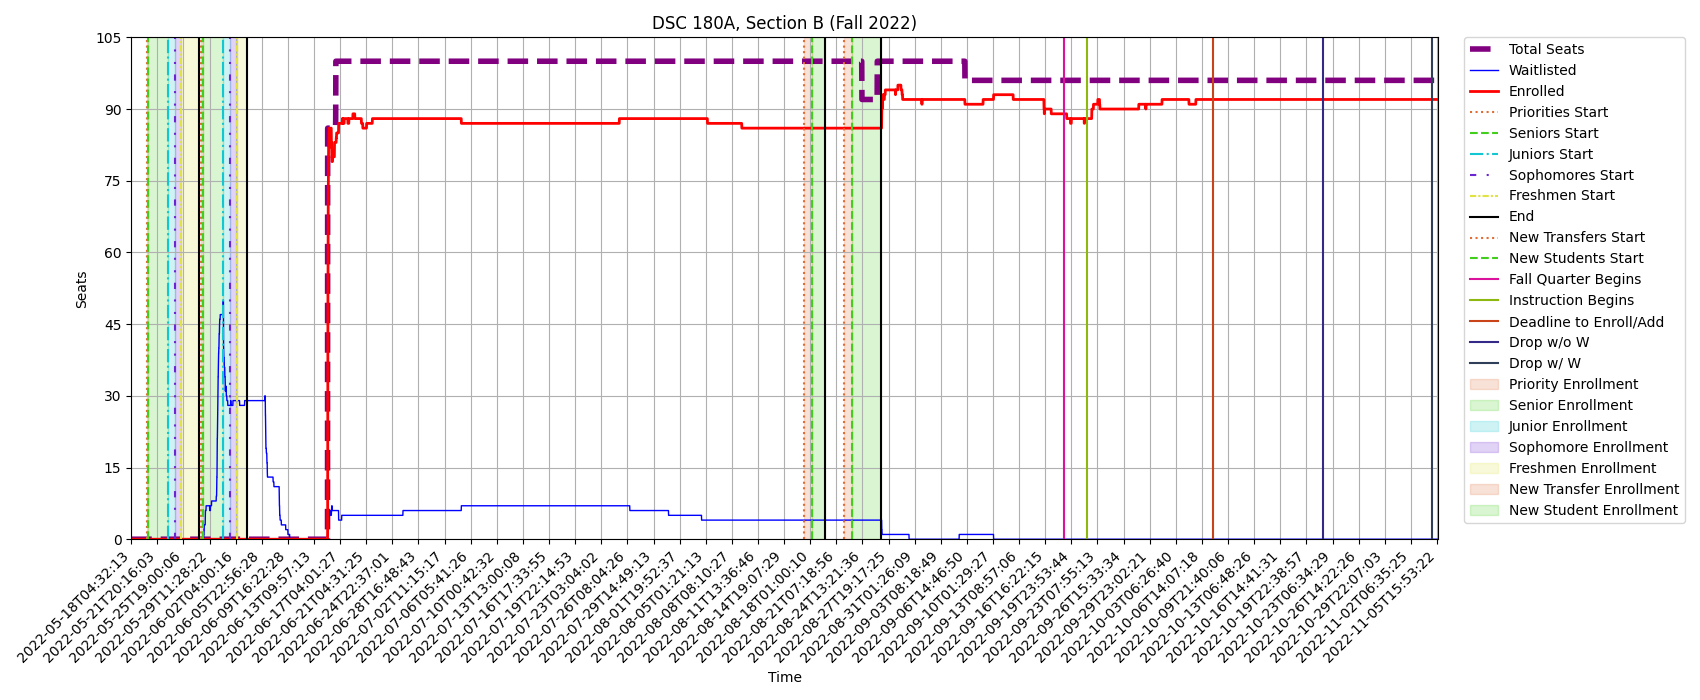 DSC 180A, Section B (Fall 2022)
105
90
75
60
45
30
15
0
Seats
2022-05-18T04:32:13
2022-05-21T20:16:03
2022-05-25T19:00:06
2022-05-29T11:28:22
2022-06-02T04:00:16
2022-06-05T22:56:28
2022-06-09T16:22:28
2022-06-13T09:57:13
2022-06-17T04:01:27
2022-06-21T04:31:25
2022-06-24T22:37:01
2022-06-28T16:48:43
2022-07-02T11:15:17
2022-07-06T05:41:26
2022-07-10T00:42:32
2022-07-13T13:00:08
2022-07-16T17:33:55
2022-07-19T22:14:53
2022-07-23T03:04:02
2022-07-26T08:04:26
2022-07-29T14:49:13
2022-08-01T19:52:37
2022-08-05T01:21:13
2022-08-08T08:10:27
2022-08-11T13:36:46
2022-08-14T19:07:29
2022-08-18T01:00:10
2022-08-21T07:18:56
2022-08-24T13:21:36
2022-08-27T19:17:25
2022-08-31T01:26:09
2022-09-03T08:18:49
2022-09-06T14:46:50
2022-09-10T01:29:27
2022-09-13T08:57:06
2022-09-16T16:22:15
2022-09-19T23:53:44
2022-09-23T07:55:13
2022-09-26T15:33:34
2022-09-29T23:02:21
2022-10-03T06:26:40
2022-10-06T14:07:18
2022-10-09T21:40:06
2022-10-13T06:48:26
2022-10-16T14:41:31
2022-10-19T22:38:57
2022-10-23T06:34:29
2022-10-26T14:22:26
2022-10-29T22:07:03
2022-11-02T06:35:25
2022-11-05T15:53:22
Time
Total Seats
Waitlisted
Enrolled
Priorities Start
Seniors Start
Juniors Start
Sophomores Start
Freshmen Start
End
New Transfers Start
New Students Start
Fall Quarter Begins
Instruction Begins
Deadline to Enroll/Add
Drop w/o W
Drop w/ W
Priority Enrollment
Senior Enrollment
Junior Enrollment
Sophomore Enrollment
Freshmen Enrollment
New Transfer Enrollment
New Student Enrollment